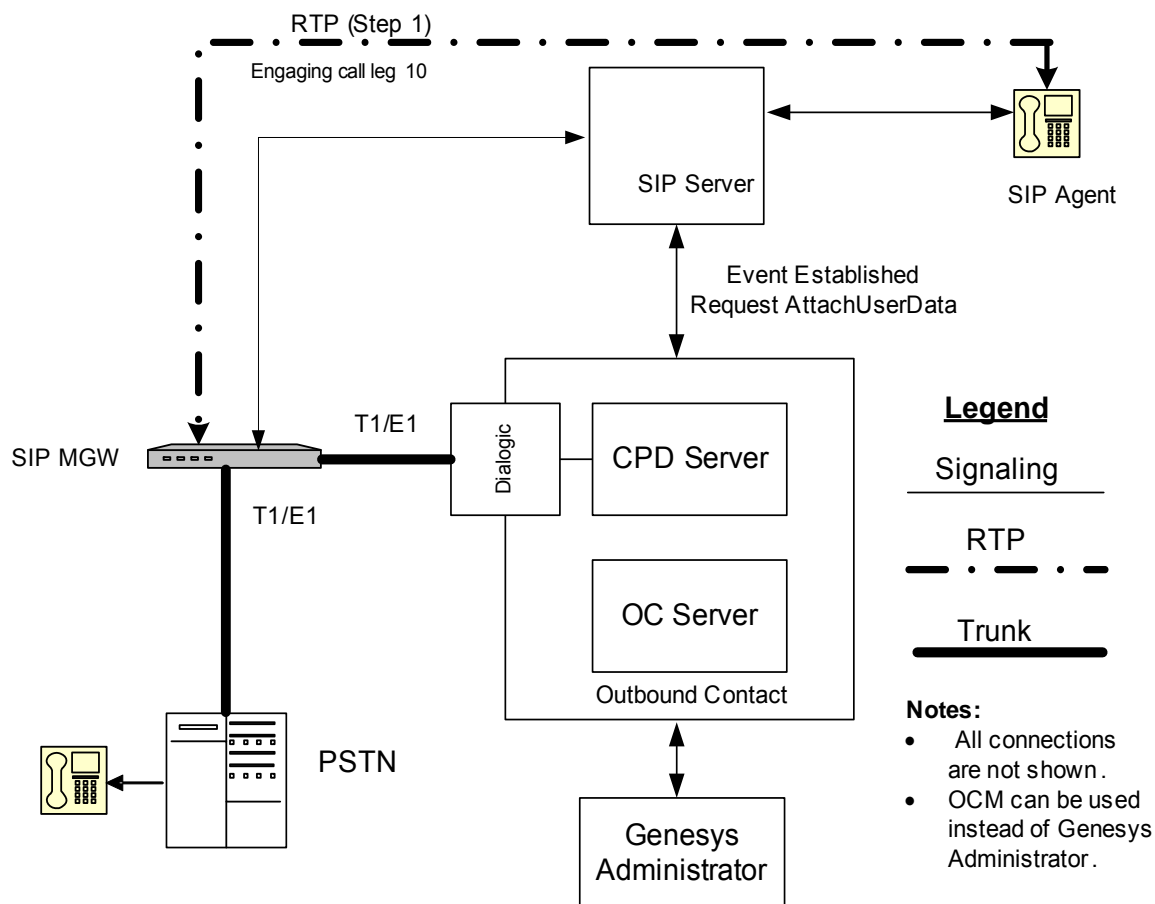 RTP (Step 1)
Engaging call leg 10
SIP Server
SIP Agent
Event Established
Request AttachUserData
SIP MGW
T1/E1
T1/E1
Dialogic
CPD Server
OC Server
Outbound Contact
PSTN
Genesys
Administrator
Legend
Signaling
RTP
Trunk
Notes:
• All connections
are not shown.
• OCM can be used
instead of Genesys
Administrator.